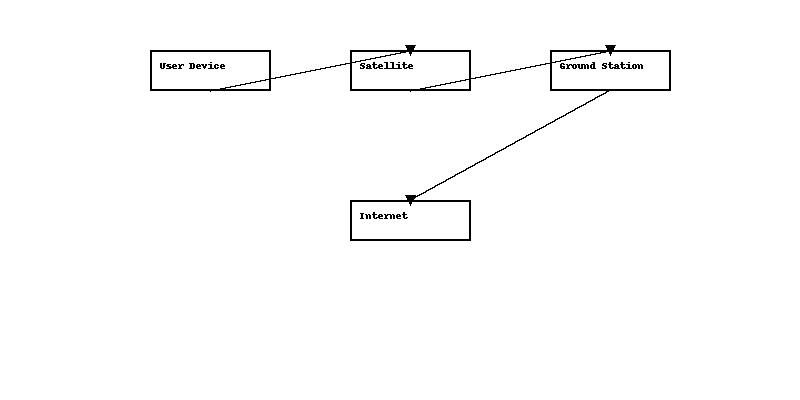 User Device
Satellite
Ground Station
Internet